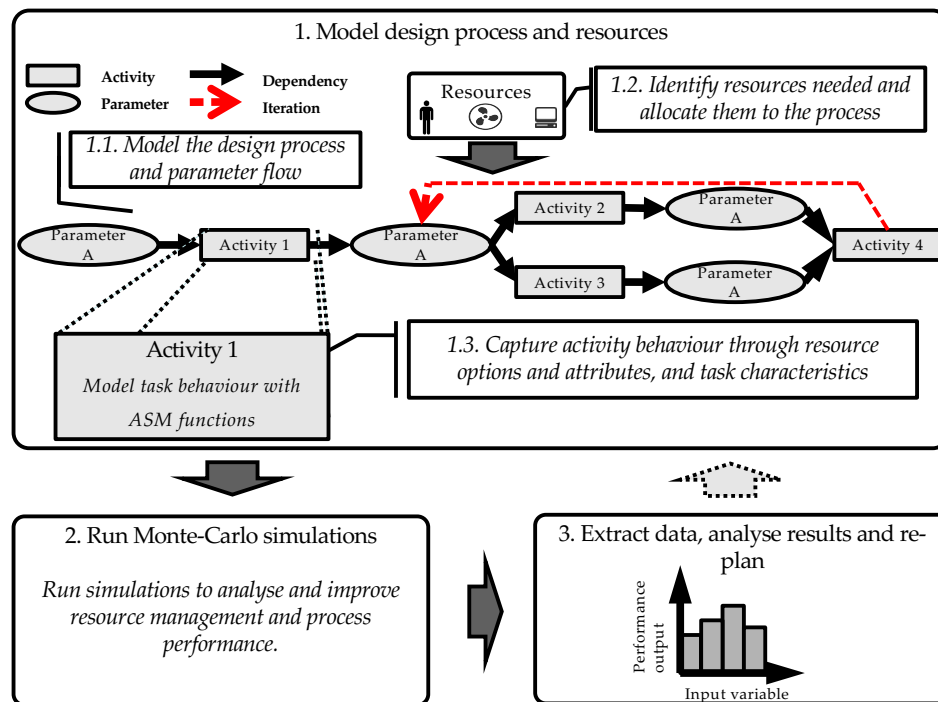 1. Model design process and resources
Activity
Dependency
Parameter
Iteration
Resources
1.2. Identify resources needed and
allocate them to the process
1.1. Model the design process
and parameter flow
Parameter
A
Activity 1
Parameter
A
Activity 2
Parameter
A
Activity 3
Parameter
A
Activity 4
Activity 1
Model task behaviour with
ASM functions
1.3. Capture activity behaviour through resource
options and attributes, and task characteristics
2. Run Monte-Carlo simulations
Run simulations to analyse and improve
resource management and process
performance.
3. Extract data, analyse results and re-
plan
Performance
output
Input variable